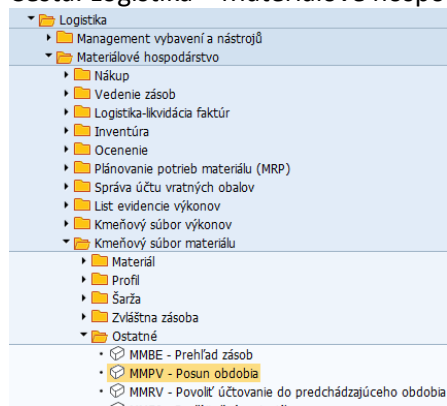 Logistika
Management vybavení a nástrojů
Materiálové hospodárstvo
Nákup
Vedenie zásob
Logistika-likvidácia faktúr
Inventúra
Ocenenie
Plánovanie potrieb materiálu (MRP)
Správa účtu vratných obalov
List evidencie výkonov
Kmeňový súbor výkonov
Kmeňový súbor materiálu
Materiál
Profil
Šarža
Zvláštna zásoba
Ostatné
MMBE - Prehľad zásob
MMPV - Posun obdobia
MMRV - Povoliť účtovanie do predchádzajúceho obdobia